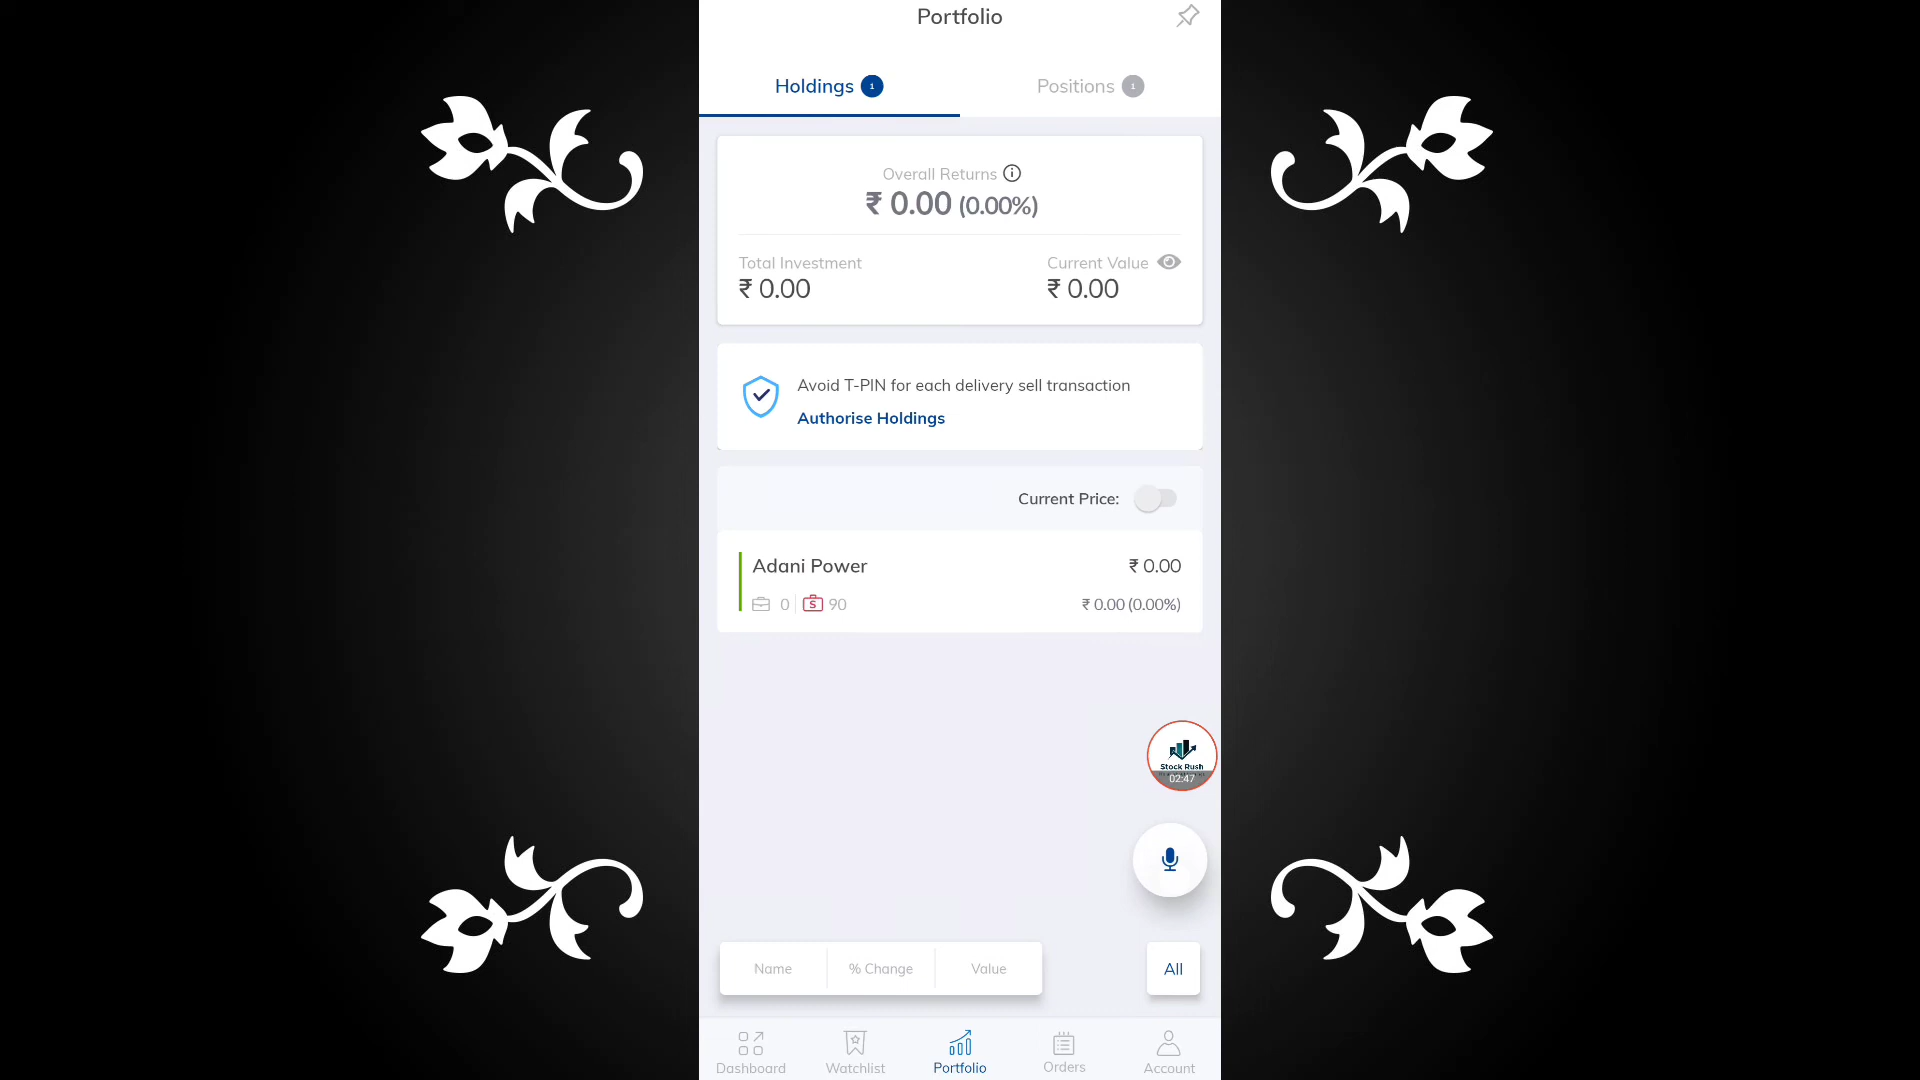 Portfolio
Holdings 1
Positions 1
Overall Returns
₹ 0.00 (0.00%)
Total Investment
₹ 0.00
Current Value
₹ 0.00
Avoid T-PIN for each delivery sell transaction
Authorise Holdings
Current Price:
Adani Power
₹ 0.00
0
S 90
₹ 0.00 (0.00%)
Stock Rush
02:47
Name
% Change
Value
All
Dashboard
Watchlist
Portfolio
Orders
Account